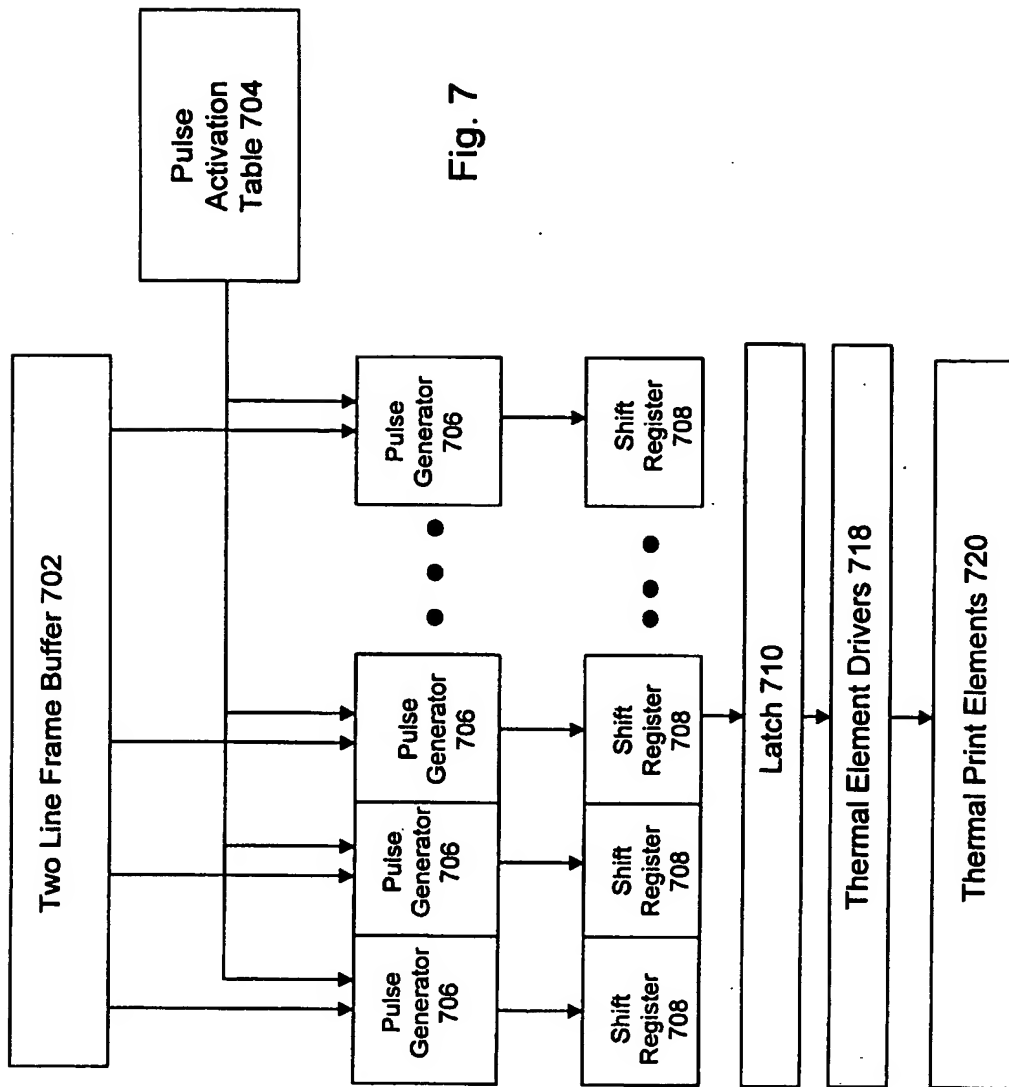 Two Line Frame Buffer 702
Pulse
Activation
Table 704
Pulse
Generator
706
Pulse
Generator
706
Pulse
Generator
706
Pulse
Generator
706
Shift
Register
708
Shift
Register
708
Shift
Register
708
Shift
Register
708
Latch 710
Thermal Element Drivers 718
Thermal Print Elements 720
Fig. 7